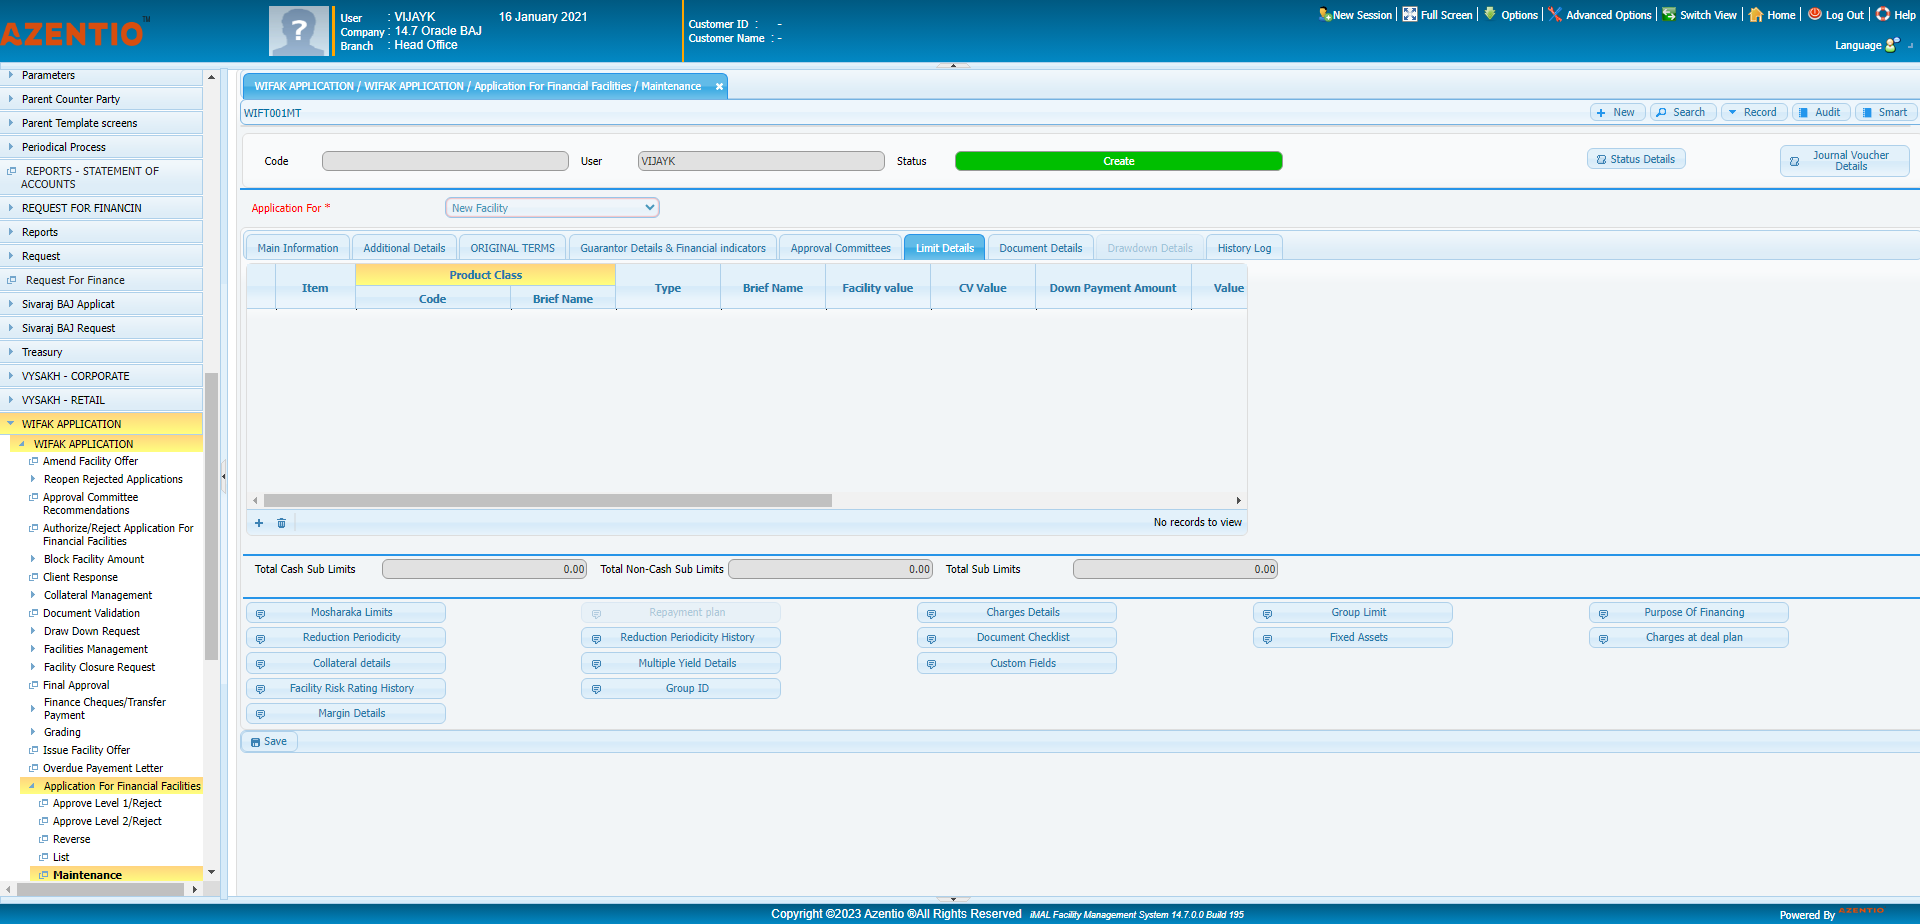 AZENTIO™
User : VIJAYK 16 January 2021
Company : 14.7 Oracle BAJ
Branch : Head Office
Customer ID : -
Customer Name : -
New Session Full Screen Options Advanced Options Switch View Home Log Out Help
Language
Parameters
Parent Counter Party
Parent Template screens
Periodical Process
REPORTS - STATEMENT OF
ACCOUNTS
REQUEST FOR FINANCIN
Reports
Request
Request For Finance
Sivaraj BAJ Applicat
Sivaraj BAJ Request
Treasury
VYSAKH - CORPORATE
VYSAKH - RETAIL
WIFAK APPLICATION
WIFAK APPLICATION
Amend Facility Offer
Reopen Rejected Applications
Approval Committee
Recommendations
Authorize/Reject Application For
Financial Facilities
Block Facility Amount
Client Response
Collateral Management
Document Validation
Draw Down Request
Facilities Management
Facility Closure Request
Final Approval
Finance Cheques/Transfer
Payment
Grading
Issue Facility Offer
Overdue Payement Letter
Application For Financial Facilities
Approve Level 1/Reject
Approve Level 2/Reject
Reverse
List
Maintenance
WIFAK APPLICATION / WIFAK APPLICATION / Application For Financial Facilities / Maintenance
WIFT001MT
New Search Record Audit Smart
Code User VIJAYK Status Create Status Details
Journal Voucher
Details
Application For * New Facility
Main Information Additional Details ORIGINAL TERMS Guarantor Details & Financial indicators Approval Committees Limit Details Document Details Drawdown Details History Log
Item Product Class Type Brief Name Facility value CV Value Down Payment Amount Value
Code Brief Name
No records to view
Total Cash Sub Limits 0.00 Total Non-Cash Sub Limits 0.00 Total Sub Limits 0.00
Mosharaka Limits Repayment plan Charges Details Group Limit Purpose Of Financing
Reduction Periodicity Reduction Periodicity History Document Checklist Fixed Assets Charges at deal plan
Collateral details Multiple Yield Details Custom Fields
Facility Risk Rating History Group ID
Margin Details
Save
Copyright ©2023 Azentio ®All Rights Reserved iMAL Facility Management System 14.7.0.0 Build 195
Powered By AZENTIO